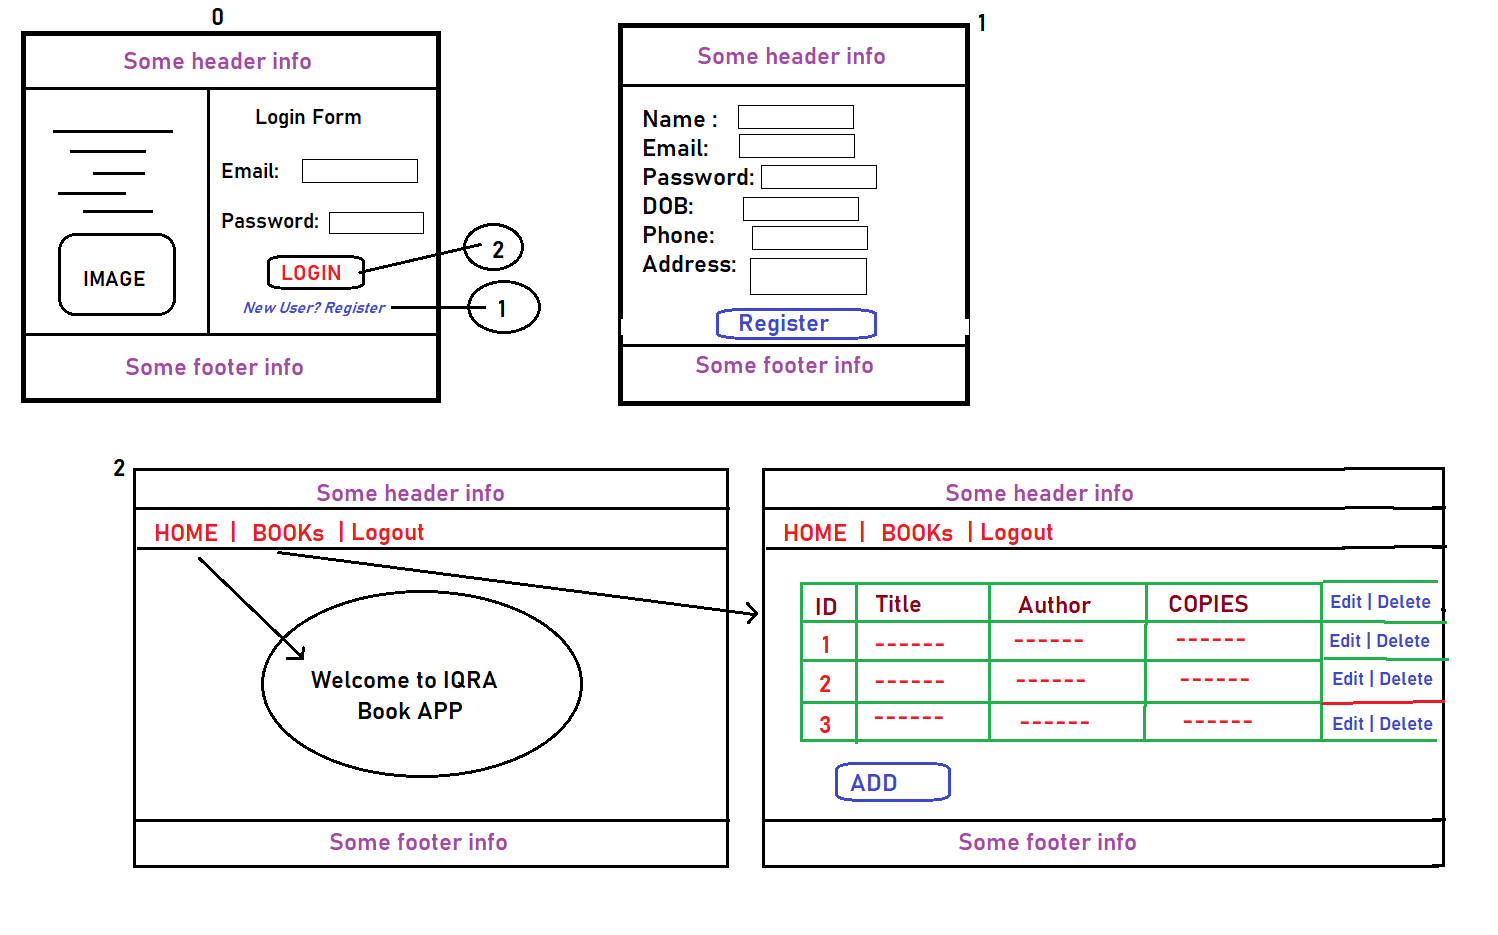 0
Some header info
Login Form
Email:
Password:
IMAGE
LOGIN
2
New User? Register
1
Some footer info
1
Some header info
Name :
Email:
Password:
DOB:
Phone:
Address:
Register
Some footer info
2
Some header info
HOME | BOOKs | Logout
Welcome to IQRA
Book APP
Some footer info
Some header info
HOME | BOOKs | Logout
ID Title Author COPIES Edit | Delete
1 ------ ------ ------ Edit | Delete
2 ------ ------ ------ Edit | Delete
3 ------ ------ ------ Edit | Delete
ADD
Some footer info